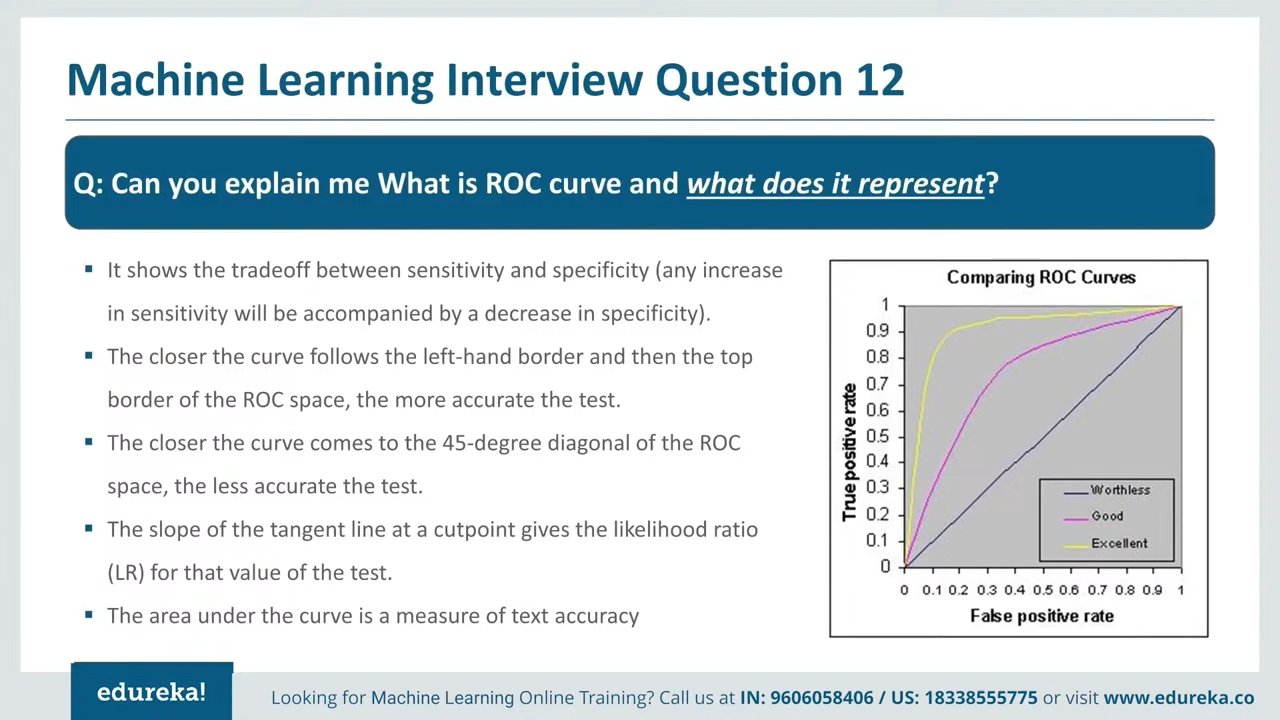 Machine Learning Interview Question 12
Q: Can you explain me What is ROC curve and what does it represent?
▪ It shows the tradeoff between sensitivity and specificity (any increase
in sensitivity will be accompanied by a decrease in specificity).
▪ The closer the curve follows the left-hand border and then the top
border of the ROC space, the more accurate the test.
▪ The closer the curve comes to the 45-degree diagonal of the ROC
space, the less accurate the test.
▪ The slope of the tangent line at a cutpoint gives the likelihood ratio
(LR) for that value of the test.
▪ The area under the curve is a measure of text accuracy
Comparing ROC Curves
True positive rate
1
0.9
0.8
0.7
0.6
0.5
0.4
0.3
0.2
0.1
0
Worthless
Good
Excellent
0 0.1 0.2 0.3 0.4 0.5 0.6 0.7 0.8 0.9 1
False positive rate
edureka!
Looking for Machine Learning Online Training? Call us at IN: 9606058406 / US: 18338555775 or visit www.edureka.co